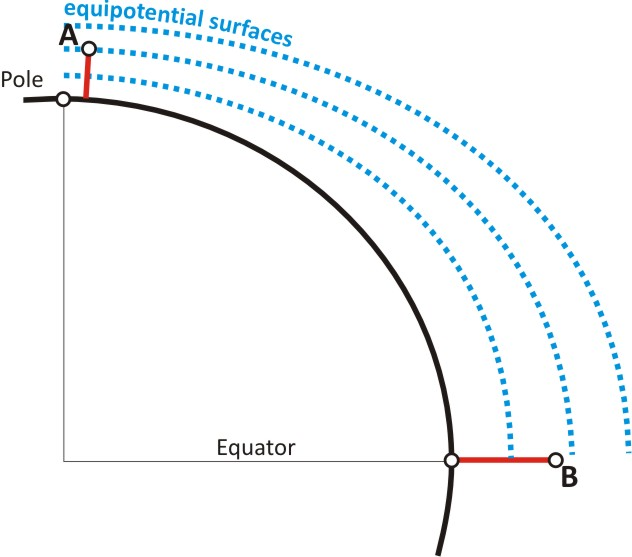 equipotential surfaces
A
Pole
Equator
B